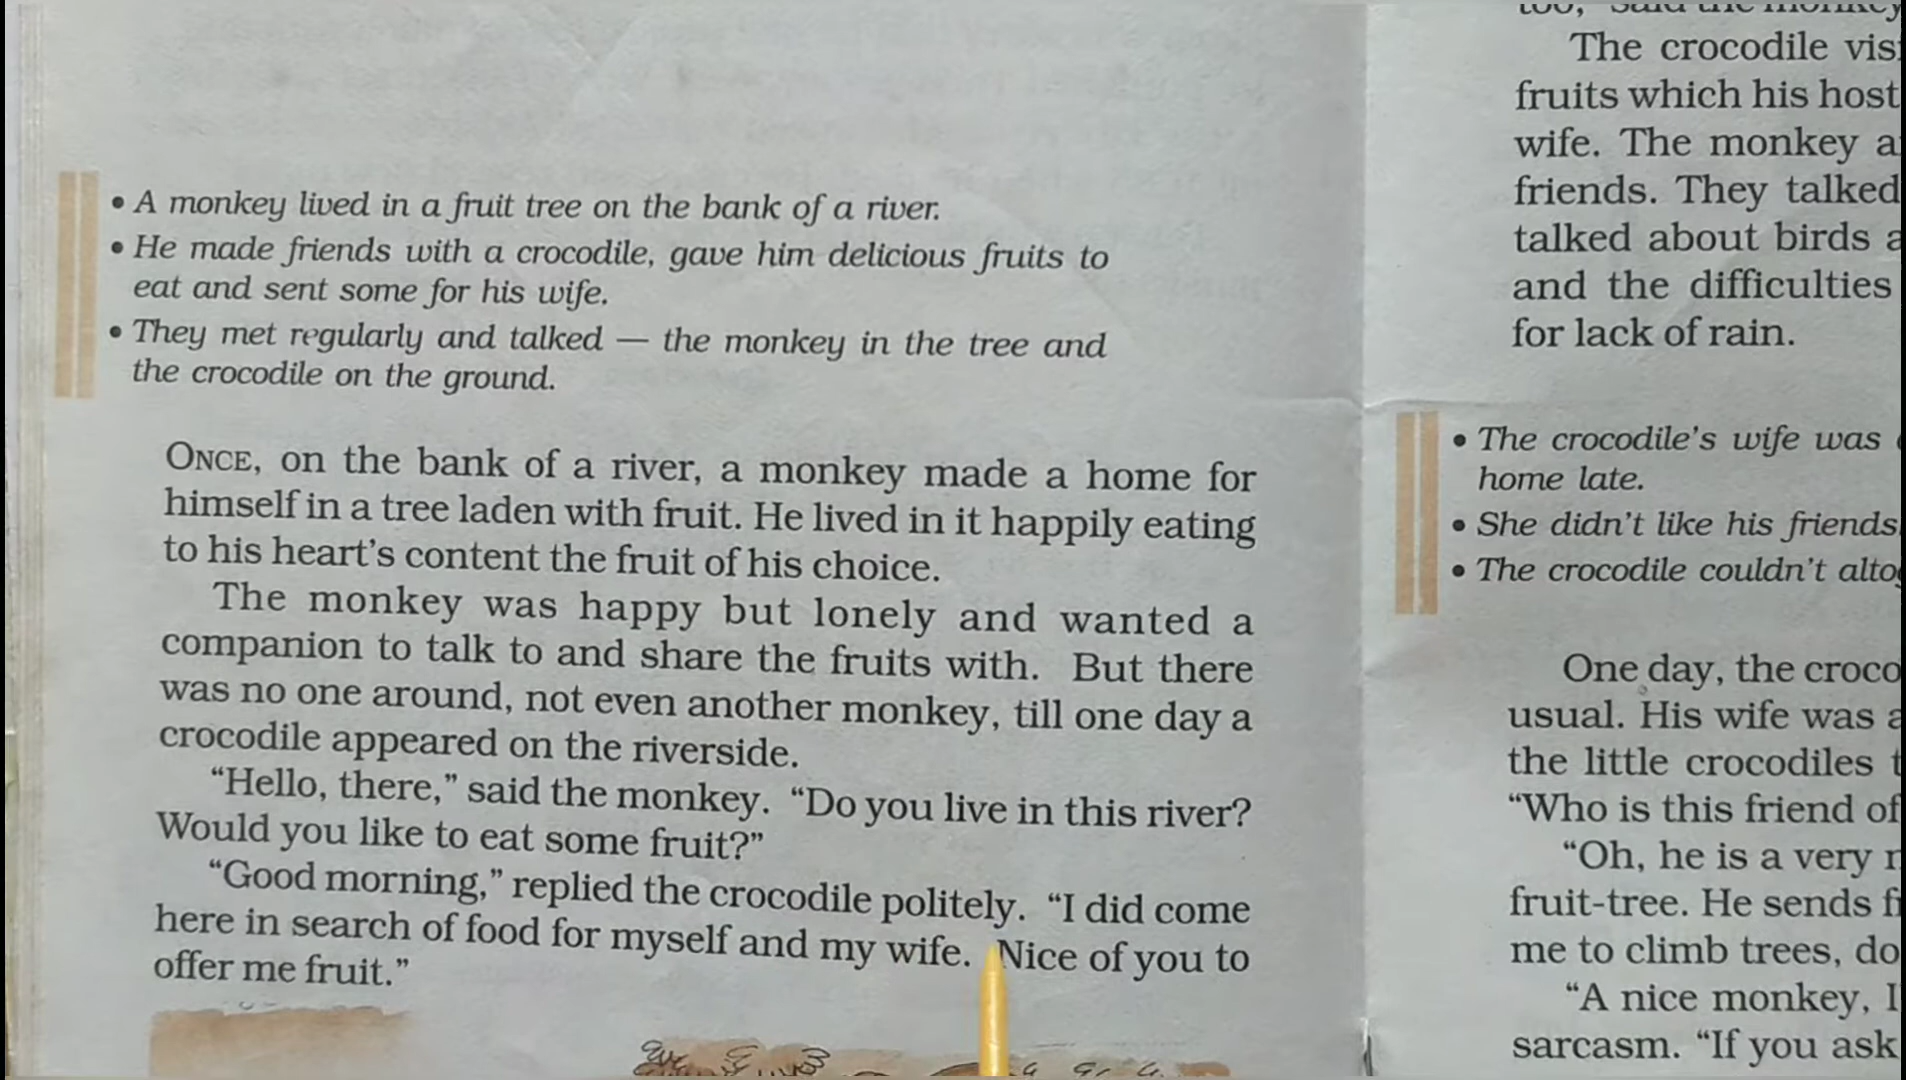 • A monkey lived in a fruit tree on the bank of a river.
• He made friends with a crocodile, gave him delicious fruits to
eat and sent some for his wife.
• They met regularly and talked — the monkey in the tree and
the crocodile on the ground.
ONCE, on the bank of a river, a monkey made a home for
himself in a tree laden with fruit. He lived in it happily eating
to his heart’s content the fruit of his choice.
The monkey was happy but lonely and wanted a
companion to talk to and share the fruits with. But there
was no one around, not even another monkey, till one day a
crocodile appeared on the riverside.
“Hello, there,” said the monkey. “Do you live in this river?
Would you like to eat some fruit?”
“Good morning,” replied the crocodile politely. “I did come
here in search of food for myself and my wife. Nice of you to
offer me fruit.”
too,” said the monkey
The crocodile
fruits which his host
wife. The monkey
friends. They talked
talked about birds
and the difficulties
for lack of rain.
• The crocodile’s wife was
home late.
• She didn’t like his friends
• The crocodile couldn’t
One day, the
usual. His wife was
the little crocodiles
“Who is this friend of
“Oh, he is a very
fruit-tree. He sends
me to climb trees,
“A nice monkey, I
sarcasm. “If you ask